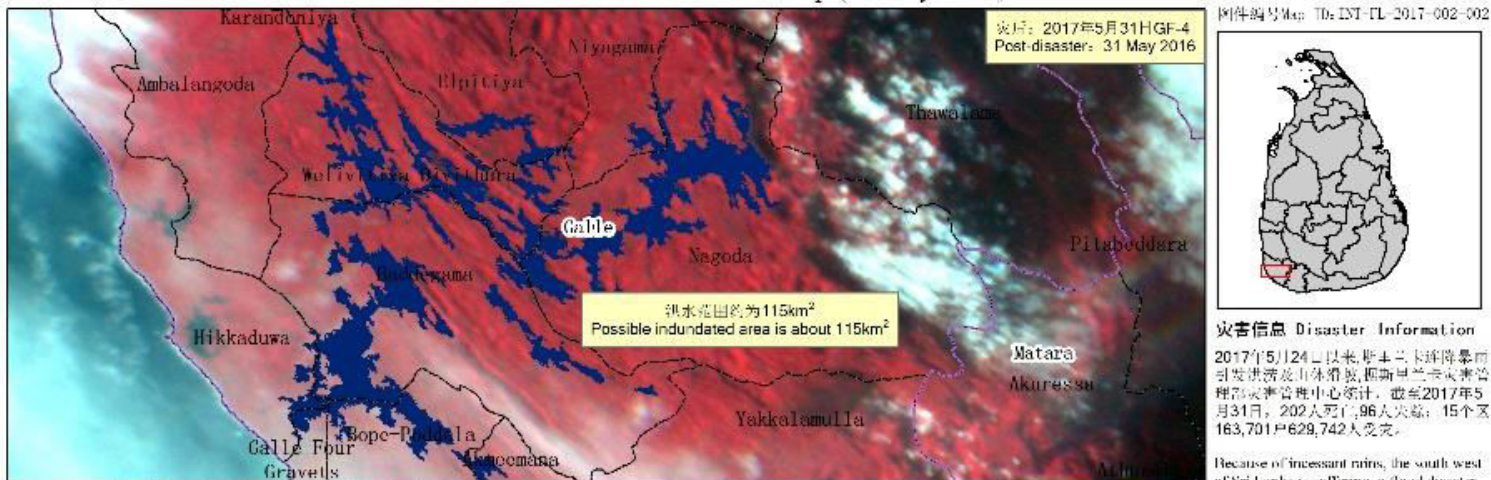 附件编号Map ID: INT-FL-2017-002-002
Karandeniya
灾后：2017年5月31日GF-4
Post-disaster: 31 May 2016
Niyagama
Ambalangoda
Elpitiya
Thawalama
Welivitiya Divithura
Galle
Pitabeddara
Nagoda
Baddegama
洪水范围约为115km²
Possible indundated area is about 115km²
Hikkaduwa
Matara
Akuressa
Yakkalamulla
Galle Four
Gravets
Bope-Poddala
Akmeemana
灾害信息 Disaster Information
2017年5月24日以来,斯里兰卡连降暴雨
引发洪涝及山体滑坡,据斯里兰卡灾害管
理部灾害管理中心统计，截至2017年5
月31日，202人死亡,96人失踪；15个区
163,701户629,742人受灾。
Because of incessant rains, the south west